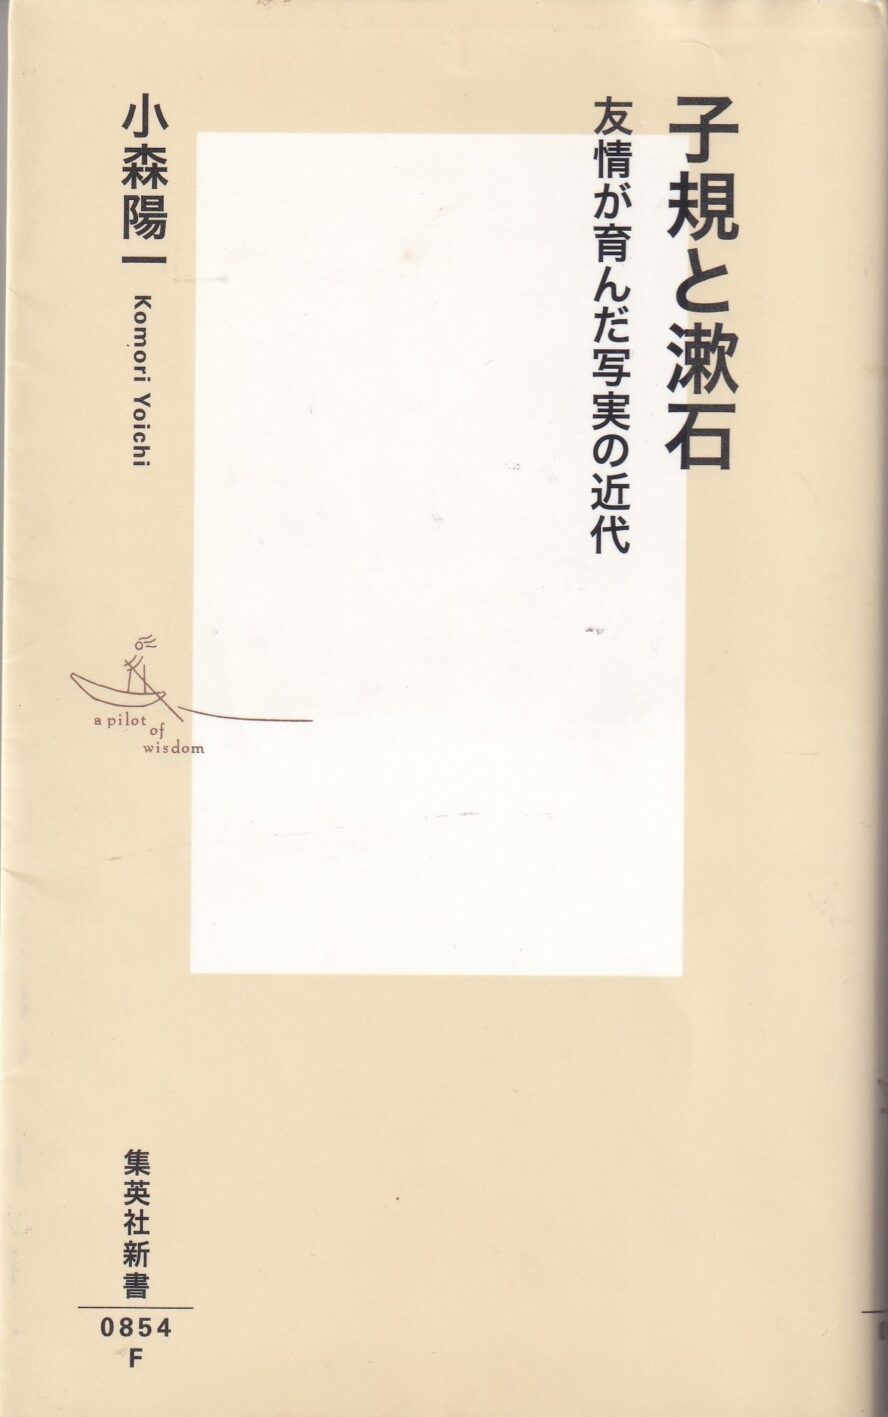 子規と漱石
友情が育んだ写実の近代
小森陽一
Komori Yoichi
a pilot
of
wisdom
集英社新書
0854
F